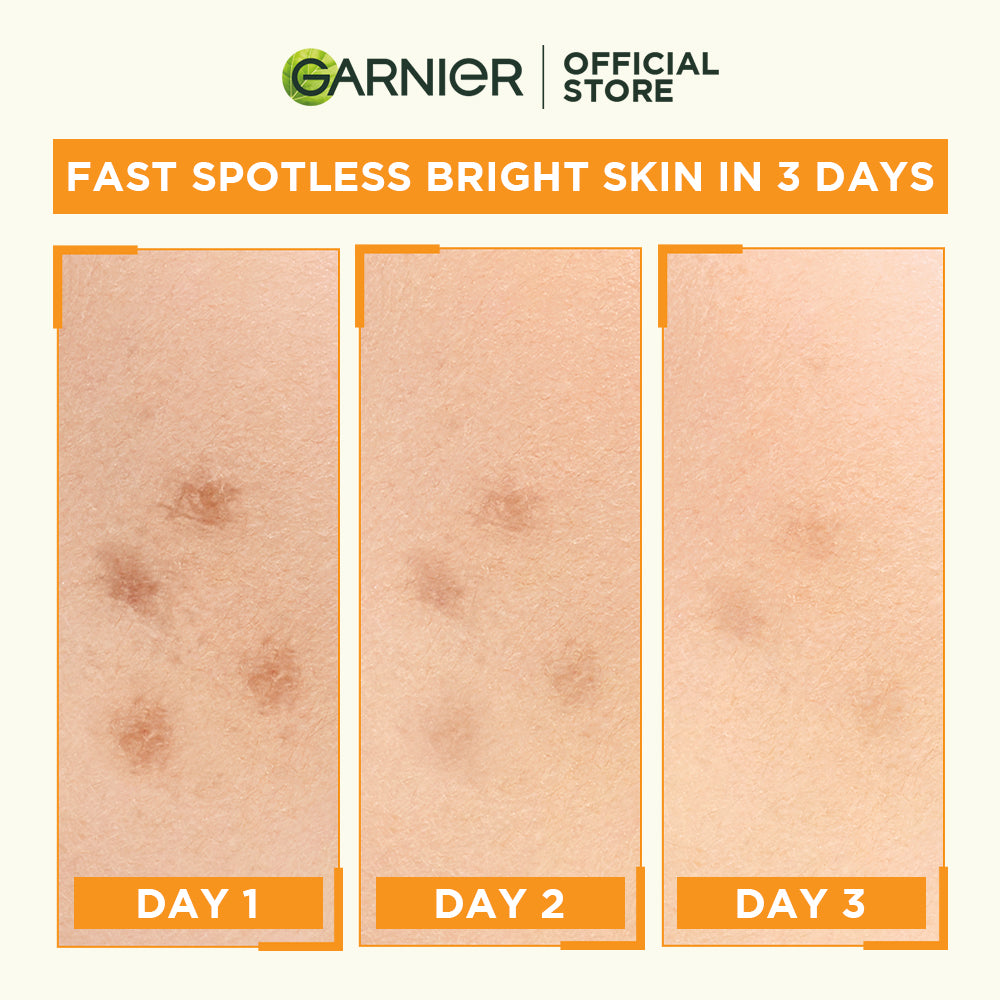 GARNIER
OFFICIAL
STORE
FAST SPOTLESS BRIGHT SKIN IN 3 DAYS
DAY 1
DAY 2
DAY 3